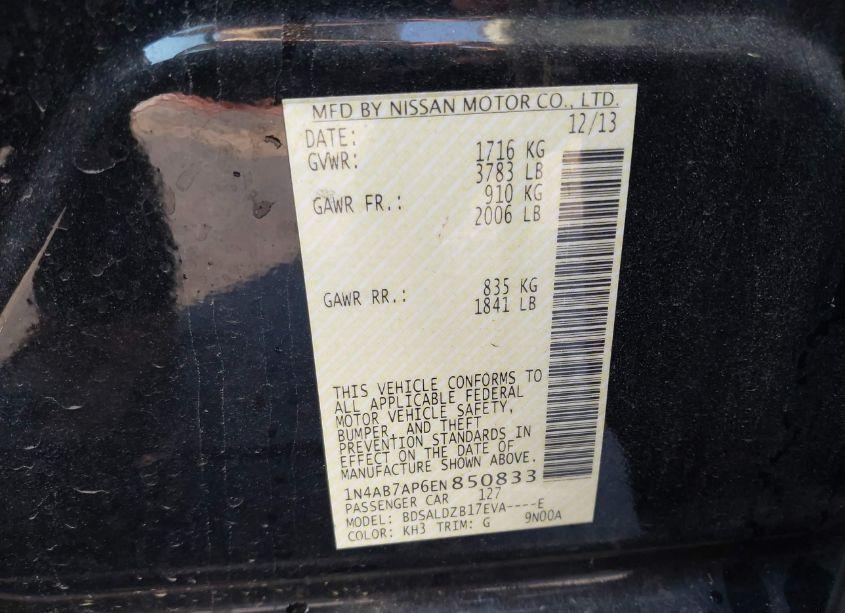 MFD BY NISSAN MOTOR CO., LTD.
DATE: 12/13
GVWR: 1716 KG
3783 LB
GAWR FR.: 910 KG
2006 LB
GAWR RR.: 835 KG
1841 LB
THIS VEHICLE CONFORMS TO
ALL APPLICABLE FEDERAL
MOTOR VEHICLE SAFETY,
BUMPER, AND THEFT
PREVENTION STANDARDS IN
EFFECT ON THE DATE OF
MANUFACTURE SHOWN ABOVE.
1N4AB7AP6EN850833
PASSENGER CAR 127
MODEL: BDSALDZB17EVA----E
COLOR: KH3 TRIM: G 9N00A